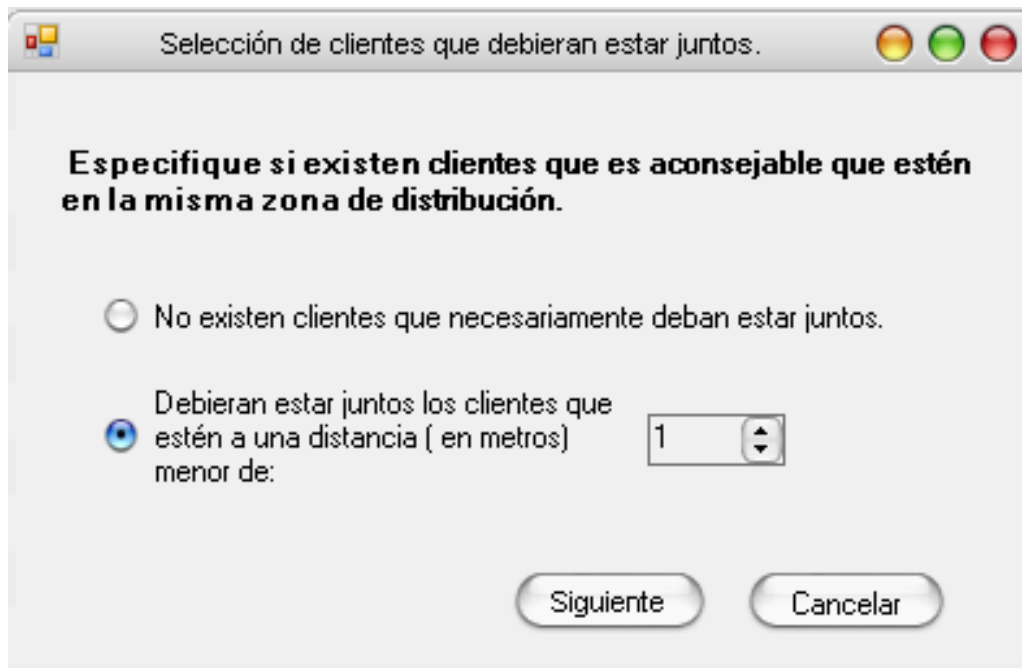 Selección de clientes que debieran estar juntos.
Especifique si existen clientes que es aconsejable que estén
en la misma zona de distribución.
No existen clientes que necesariamente deban estar juntos.
Debieran estar juntos los clientes que
estén a una distancia ( en metros)
menor de:
1
Siguiente
Cancelar